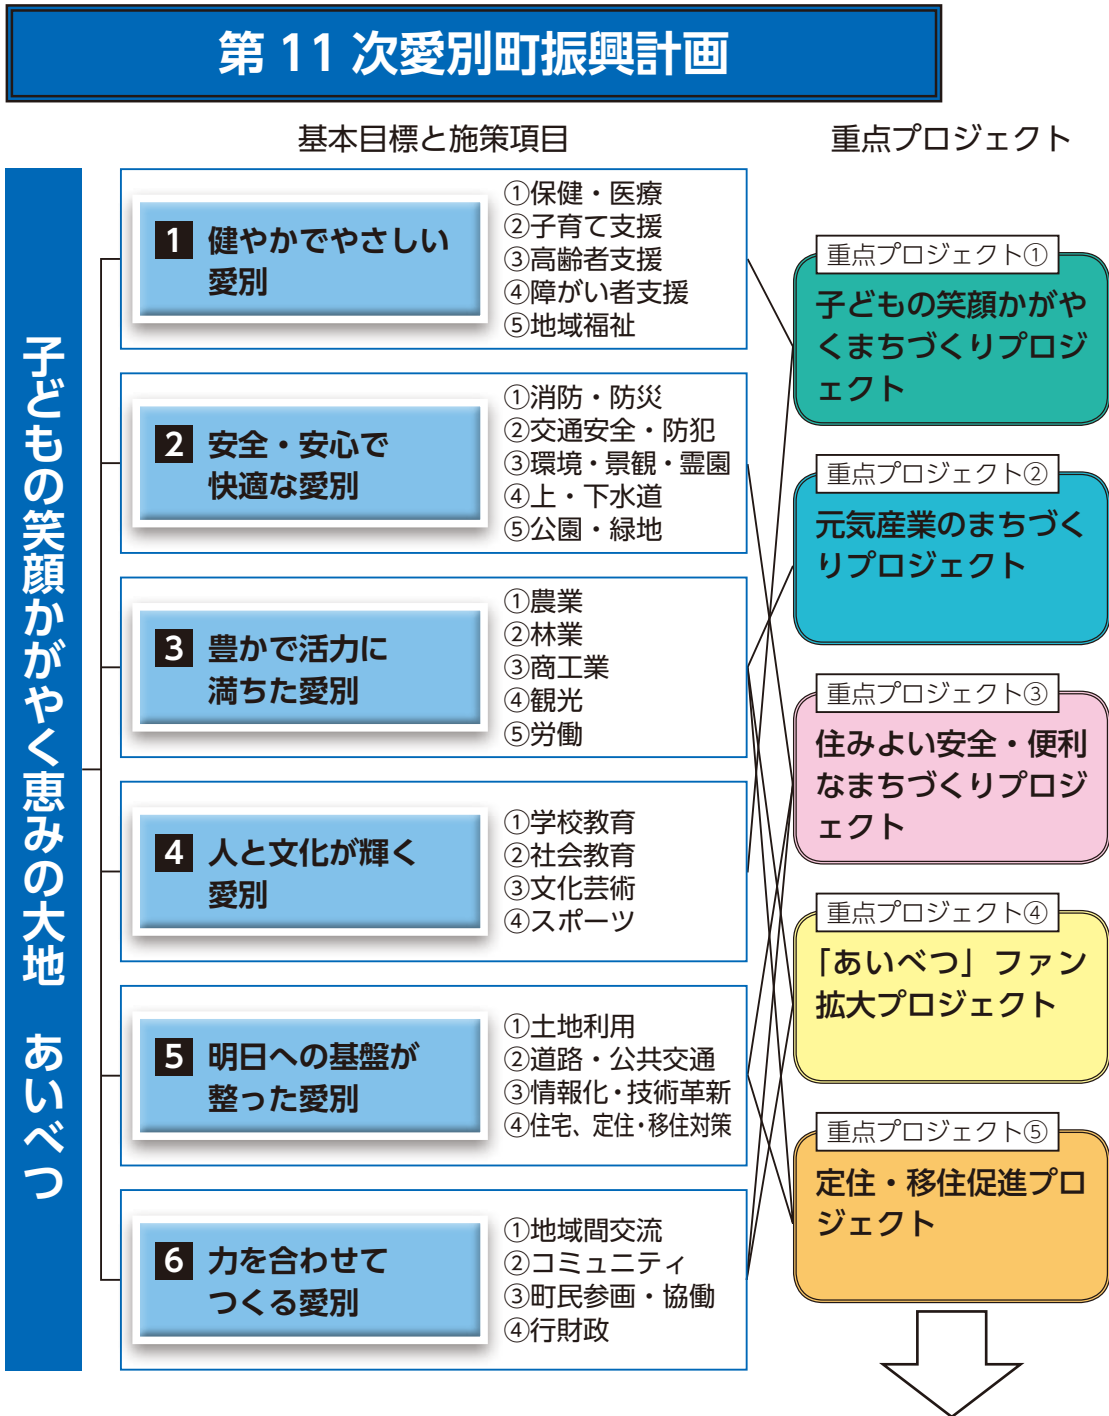 第 11 次愛別町振興計画
基本目標と施策項目
重点プロジェクト
子どもの笑顔かがやく恵みの大地　あいべつ
1 健やかでやさしい
愛別
①保健・医療
②子育て支援
③高齢者支援
④障がい者支援
⑤地域福祉
2 安全・安心で
快適な愛別
①消防・防災
②交通安全・防犯
③環境・景観・霊園
④上・下水道
⑤公園・緑地
3 豊かで活力に
満ちた愛別
①農業
②林業
③商工業
④観光
⑤労働
4 人と文化が輝く
愛別
①学校教育
②社会教育
③文化芸術
④スポーツ
5 明日への基盤が
整った愛別
①土地利用
②道路・公共交通
③情報化・技術革新
④住宅、定住・移住対策
6 力を合わせて
つくる愛別
①地域間交流
②コミュニティ
③町民参画・協働
④行財政
重点プロジェクト①
子どもの笑顔かがや
くまちづくりプロジ
ェクト
重点プロジェクト②
元気産業のまちづく
りプロジェクト
重点プロジェクト③
住みよい安全・便利
なまちづくりプロジ
ェクト
重点プロジェクト④
「あいべつ」ファン
拡大プロジェクト
重点プロジェクト⑤
定住・移住促進プロ
ジェクト